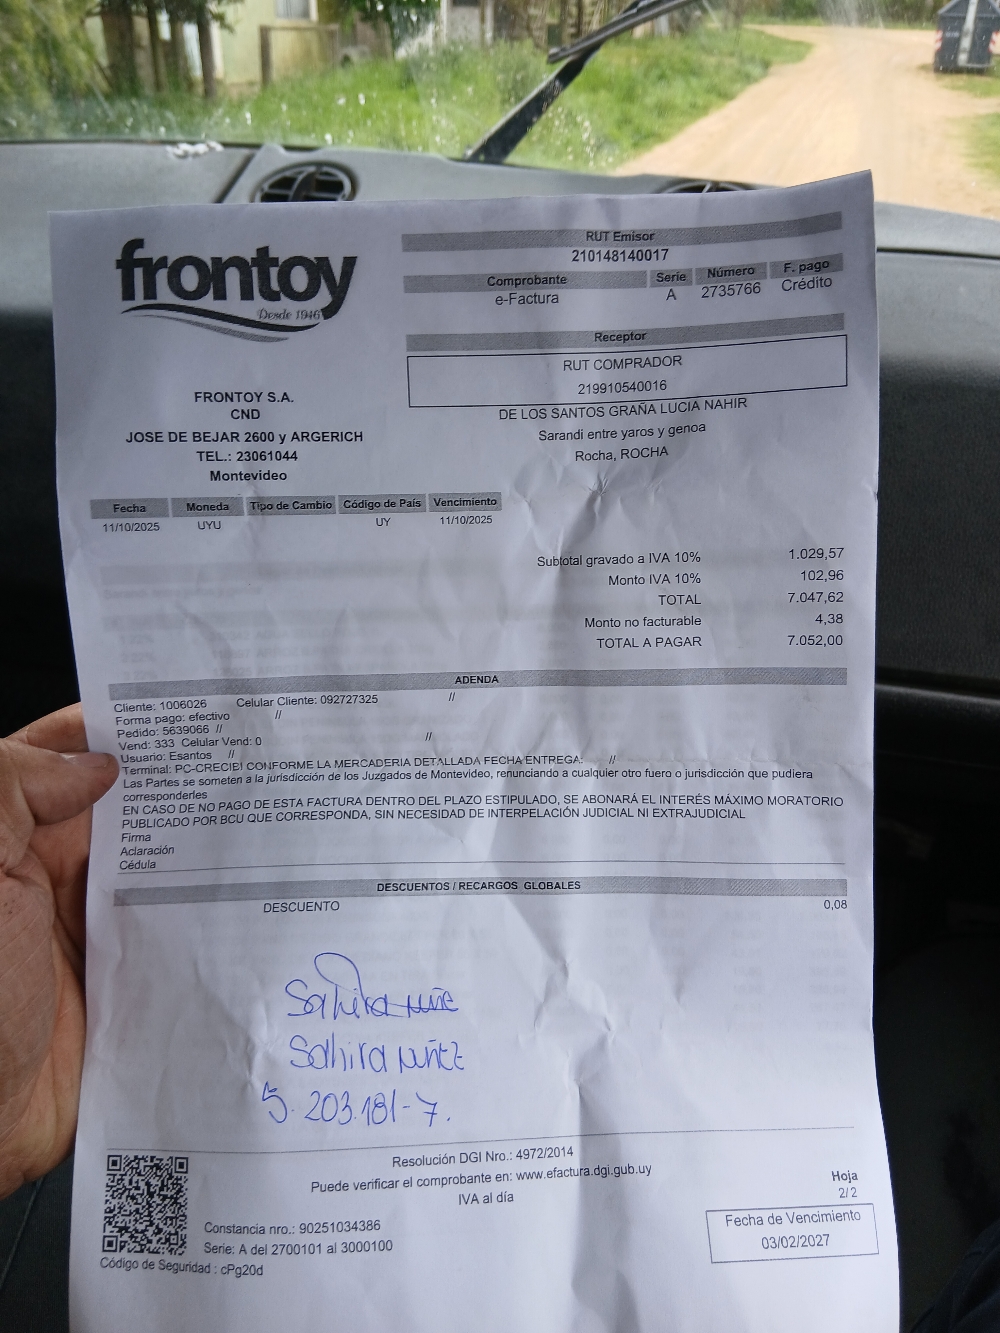 frontoy
Desde 1946
FRONTOY S.A.
CND
JOSE DE BEJAR 2600 y ARGERICH
TEL.: 23061044
Montevideo
RUT Emisor
210148140017
Comprobante Serie Número F. pago
e-Factura A 2735766 Crédito
Receptor
RUT COMPRADOR
219910540016
DE LOS SANTOS GRAÑA LUCIA NAHIR
Sarandi entre yaros y genoa
Rocha, ROCHA
Fecha Moneda Tipo de Cambio Código de País Vencimiento
11/10/2025 UYU UY 11/10/2025
Subtotal gravado a IVA 10% 1.029,57
Monto IVA 10% 102,96
TOTAL 7.047,62
Monto no facturable 4,38
TOTAL A PAGAR 7.052,00
ADENDA
Cliente: 1006026 Celular Cliente: 092727325 //
Forma pago: efectivo //
Pedido: 5639066 //
Vend: 333 Celular Vend: 0 //
Usuario: Esantos //
Terminal: PC-CRECIEI CONFORME LA MERCADERIA DETALLADA FECHA ENTREGA: //
Las Partes se someten a la jurisdicción de los Juzgados de Montevideo, renunciando a cualquier otro fuero o jurisdicción que pudiera
corresponderles
EN CASO DE NO PAGO DE ESTA FACTURA DENTRO DEL PLAZO ESTIPULADO, SE ABONARÁ EL INTERÉS MÁXIMO MORATORIO
PUBLICADO POR BCU QUE CORRESPONDA, SIN NECESIDAD DE INTERPELACIÓN JUDICIAL NI EXTRAJUDICIAL
Firma
Aclaración
Cédula
DESCUENTOS / RECARGOS GLOBALES
DESCUENTO 0,08
Sahira
Sahira Nuñez
5.203.181-7.
Resolución DGI Nro.: 4972/2014
Puede verificar el comprobante en: www.efactura.dgi.gub.uy
IVA al día
Constancia nro.: 90251034386
Serie: A del 2700101 al 3000100
Código de Seguridad : cPg20d
Hoja
2/2
Fecha de Vencimiento
03/02/2027